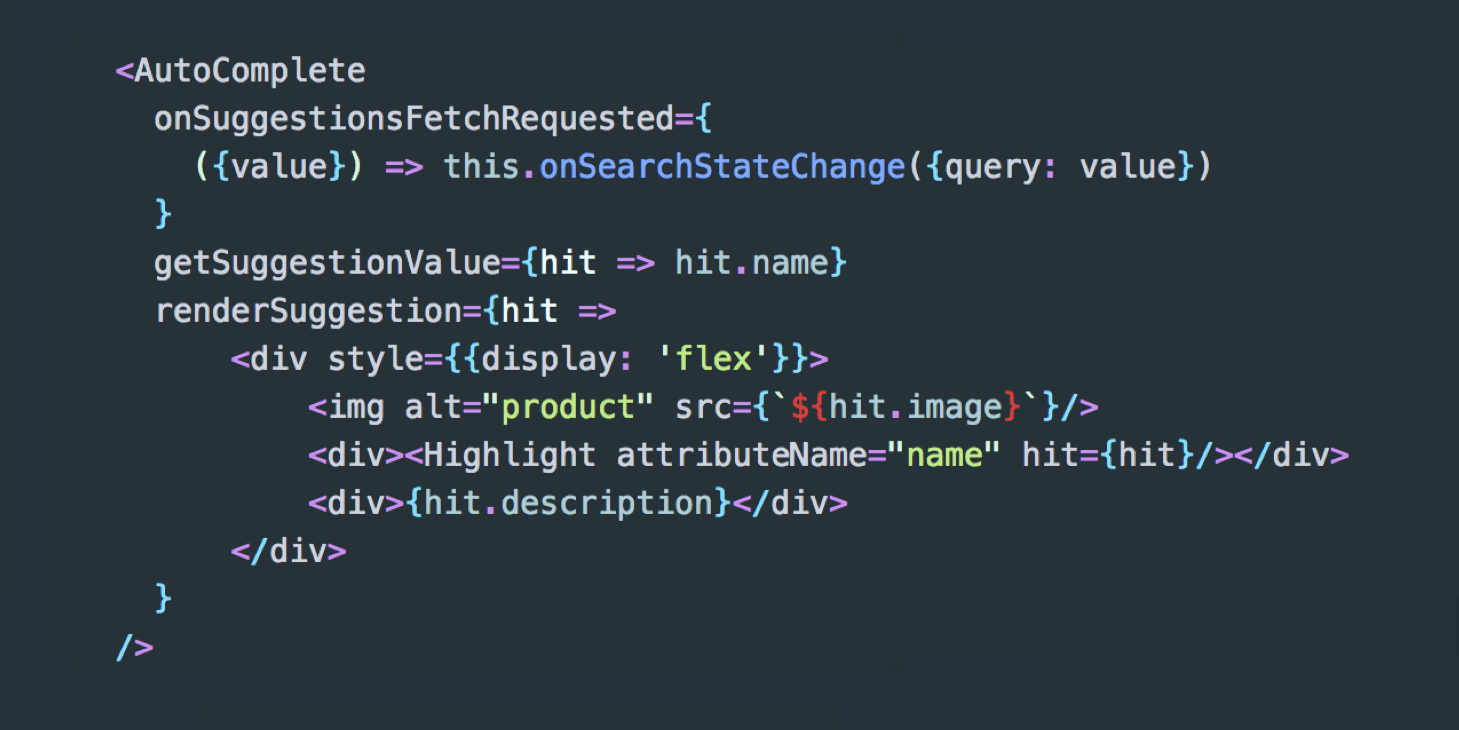 <AutoComplete
  onSuggestionsFetchRequested={
    ({value}) => this.onSearchStateChange({query: value})
  }
  getSuggestionValue={hit => hit.name}
  renderSuggestion={hit =>
      <div style={{display: 'flex'}}>
          <img alt="product" src={`${hit.image}`}/>
          <div><Highlight attributeName="name" hit={hit}/></div>
          <div>{hit.description}</div>
      </div>
  }
/>